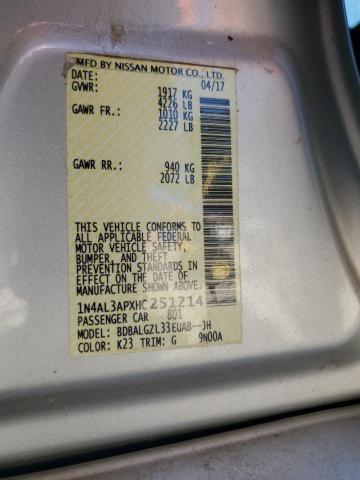 MFD BY NISSAN MOTOR CO., LTD.
DATE: 04/17
GVWR: 1917 KG
4226 LB
GAWR FR.: 1010 KG
2227 LB
GAWR RR.: 940 KG
2072 LB
THIS VEHICLE CONFORMS TO
ALL APPLICABLE FEDERAL
MOTOR VEHICLE SAFETY,
BUMPER, AND THEFT
PREVENTION STANDARDS
IN EFFECT ON THE DATE OF
MANUFACTURE SHOWN ABOVE.
1N4AL3APXHC251214
PASSENGER CAR 801
MODEL: BDBALGZL33EUAB--JH
COLOR: K23 TRIM: G 9N00A